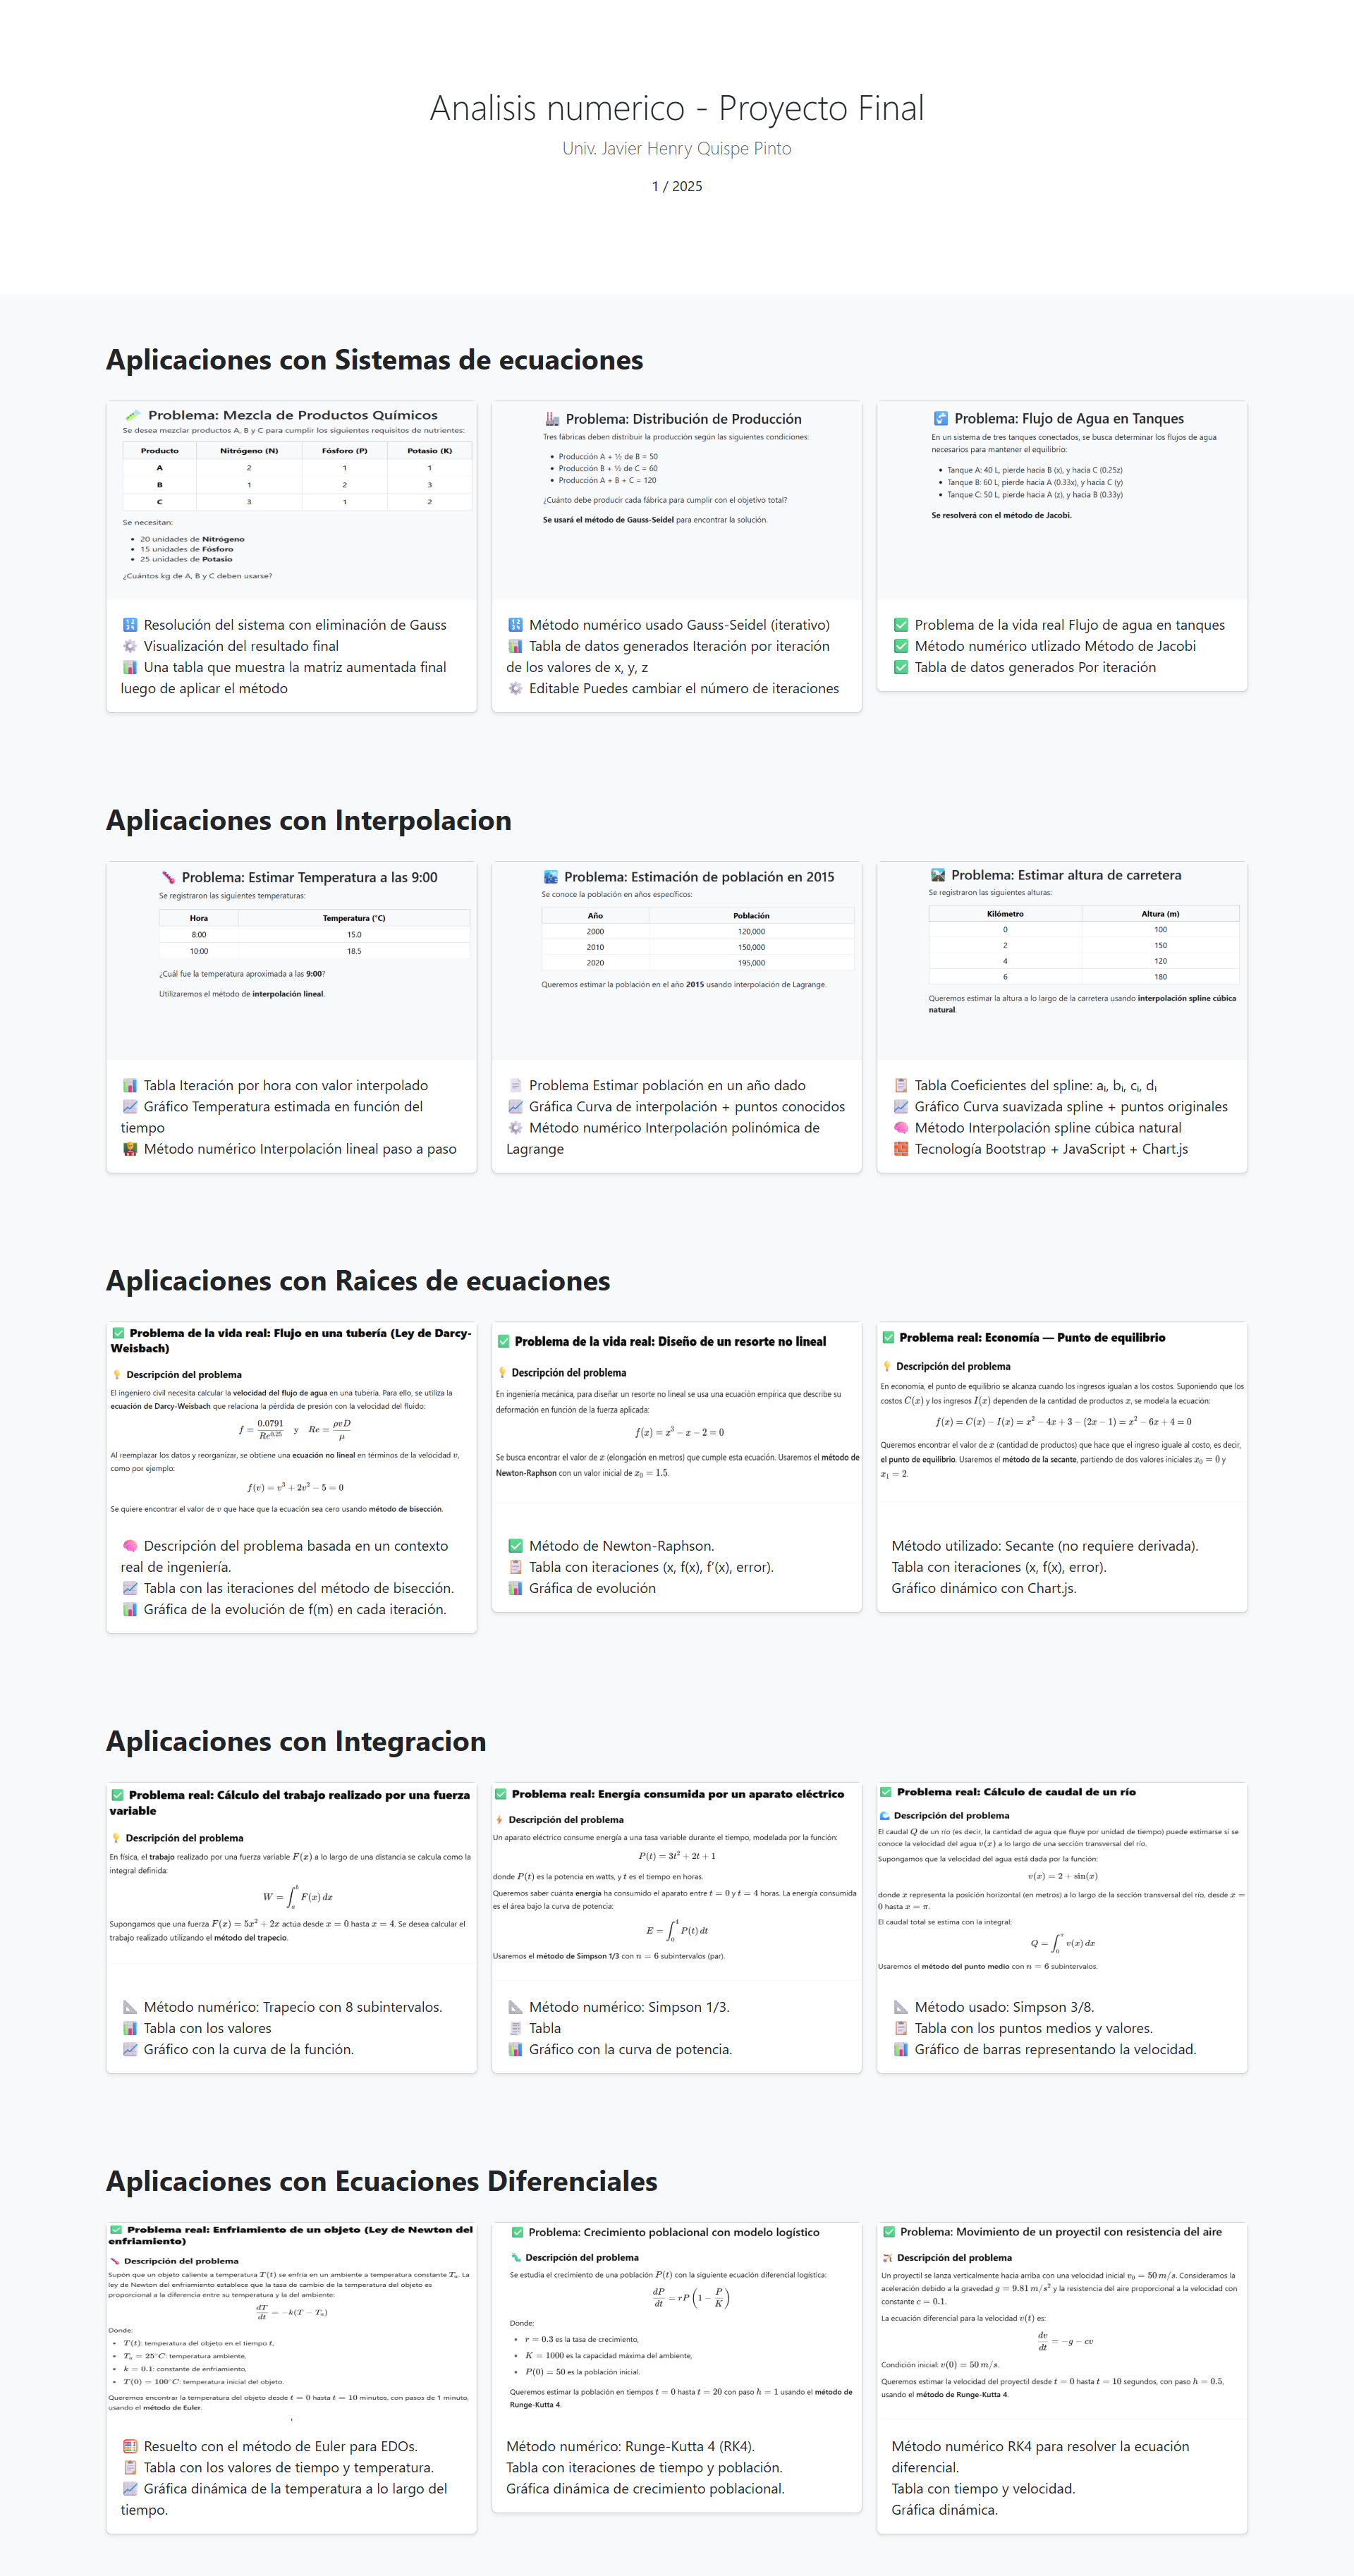 Analisis numerico - Proyecto Final
Univ. Javier Henry Quispe Pinto
1 / 2025
Aplicaciones con Sistemas de ecuaciones
Problema: Mezcla de Productos Químicos
Se desea mezclar productos A, B y C para cumplir los siguientes requisitos de nutrientes:
Producto Nitrógeno (N) Fósforo (P) Potasio (K)
A 2 1 1
B 1 2 3
C 3 1 2
Se necesitan:
• 20 unidades de Nitrógeno
• 15 unidades de Fósforo
• 25 unidades de Potasio
¿Cuántos kg de A, B y C deben usarse?
🔢 Resolución del sistema con eliminación de Gauss
⚙️ Visualización del resultado final
📊 Una tabla que muestra la matriz aumentada final
luego de aplicar el método
Problema: Distribución de Producción
Tres fábricas deben distribuir la producción según las siguientes condiciones:
• Producción A + ½ de B = 50
• Producción B + ½ de C = 60
• Producción A + B + C = 120
¿Cuánto debe producir cada fábrica para cumplir con el objetivo total?
Se usará el método de Gauss-Seidel para encontrar la solución.
🔢 Método numérico usado Gauss-Seidel (iterativo)
📊 Tabla de datos generados Iteración por iteración
de los valores de x, y, z
⚙️ Editable Puedes cambiar el número de iteraciones
Problema: Flujo de Agua en Tanques
En un sistema de tres tanques conectados, se busca determinar los flujos de agua
necesarios para mantener el equilibrio:
• Tanque A: 40 L, pierde hacia B (x), y hacia C (0.25z)
• Tanque B: 60 L, pierde hacia A (0.33x), y hacia C (y)
• Tanque C: 50 L, pierde hacia A (z), y hacia B (0.33y)
Se resolverá con el método de Jacobi.
✅ Problema de la vida real Flujo de agua en tanques
✅ Método numérico utlizado Método de Jacobi
✅ Tabla de datos generados Por iteración
Aplicaciones con Interpolacion
Problema: Estimar Temperatura a las 9:00
Se registraron las siguientes temperaturas:
Hora Temperatura (°C)
8:00 15.0
10:00 18.5
¿Cuál fue la temperatura aproximada a las 9:00?
Utilizaremos el método de interpolación lineal.
📊 Tabla Iteración por hora con valor interpolado
📈 Gráfico Temperatura estimada en función del
tiempo
Método numérico Interpolación lineal paso a paso
Problema: Estimación de población en 2015
Se conoce la población en años específicos:
Año Población
2000 120,000
2010 150,000
2020 195,000
Queremos estimar la población en el año 2015 usando interpolación de Lagrange.
📄 Problema Estimar población en un año dado
📈 Gráfica Curva de interpolación + puntos conocidos
⚙️ Método numérico Interpolación polinómica de
Lagrange
Problema: Estimar altura de carretera
Se registraron las siguientes alturas:
Kilómetro Altura (m)
0 100
2 150
4 120
6 180
Queremos estimar la altura a lo largo de la carretera usando interpolación spline cúbica
natural.
📋 Tabla Coeficientes del spline: aᵢ, bᵢ, cᵢ, dᵢ
📈 Gráfico Curva suavizada spline + puntos originales
🧠 Método Interpolación spline cúbica natural
🧱 Tecnología Bootstrap + JavaScript + Chart.js
Aplicaciones con Raices de ecuaciones
✅ Problema de la vida real: Flujo en una tubería (Ley de Darcy-
Weisbach)
💡 Descripción del problema
El ingeniero civil necesita calcular la velocidad del flujo de agua en una tubería. Para ello, se utiliza la
ecuación de Darcy-Weisbach que relaciona la pérdida de presión con la velocidad del fluido:
f = 0.0791 / Re^0.25 y Re = ρvD / μ
Al reemplazar los datos y reorganizar, se obtiene una ecuación no lineal en términos de la velocidad v,
como por ejemplo:
f(v) = v³ + 2v² − 5 = 0
Se quiere encontrar el valor de v que hace que la ecuación sea cero usando método de bisección.
🧠 Descripción del problema basada en un contexto
real de ingeniería.
📈 Tabla con las iteraciones del método de bisección.
📊 Gráfica de la evolución de f(m) en cada iteración.
✅ Problema de la vida real: Diseño de un resorte no lineal
💡 Descripción del problema
En ingeniería mecánica, para diseñar un resorte no lineal se usa una ecuación empírica que describe su
deformación en función de la fuerza aplicada:
f(x) = x³ − x − 2 = 0
Se busca encontrar el valor de x (elongación en metros) que cumple esta ecuación. Usaremos el método de
Newton-Raphson con un valor inicial de x₀ = 1.5.
✅ Método de Newton-Raphson.
📋 Tabla con iteraciones (x, f(x), f′(x), error).
📊 Gráfica de evolución
✅ Problema real: Economía — Punto de equilibrio
💡 Descripción del problema
En economía, el punto de equilibrio se alcanza cuando los ingresos igualan a los costos. Suponiendo que los
costos C(x) y los ingresos I(x) dependen de la cantidad de productos x, se modela la ecuación:
f(x) = C(x) − I(x) = x² − 4x + 3 − (2x − 1) = x² − 6x + 4 = 0
Queremos encontrar el valor de x (cantidad de productos) que hace que el ingreso iguale al costo, es decir,
el punto de equilibrio. Usaremos el método de la secante, partiendo de dos valores iniciales x₀ = 0 y
x₁ = 2.
Método utilizado: Secante (no requiere derivada).
Tabla con iteraciones (x, f(x), error).
Gráfico dinámico con Chart.js.
Aplicaciones con Integracion
✅ Problema real: Cálculo del trabajo realizado por una fuerza
variable
💡 Descripción del problema
En física, el trabajo realizado por una fuerza variable F(x) a lo largo de una distancia se calcula como la
integral definida:
W = ∫ₐᵇ F(x) dx
Supongamos que una fuerza F(x) = 5x² + 2x actúa desde x = 0 hasta x = 4. Se desea calcular el
trabajo realizado utilizando el método del trapecio.
📐 Método numérico: Trapecio con 8 subintervalos.
📊 Tabla con los valores
📈 Gráfico con la curva de la función.
✅ Problema real: Energía consumida por un aparato eléctrico
⚡ Descripción del problema
Un aparato eléctrico consume energía a una tasa variable durante el tiempo, modelada por la función:
P(t) = 3t² + 2t + 1
donde P(t) es la potencia en watts, y t es el tiempo en horas.
Queremos saber cuánta energía ha consumido el aparato entre t = 0 y t = 4 horas. La energía consumida
es el área bajo la curva de potencia:
E = ∫₀⁴ P(t) dt
Usaremos el método de Simpson 1/3 con n = 6 subintervalos (par).
📐 Método numérico: Simpson 1/3.
Tabla
📊 Gráfico con la curva de potencia.
✅ Problema real: Cálculo de caudal de un río
🌊 Descripción del problema
El caudal Q de un río (es decir, la cantidad de agua que fluye por unidad de tiempo) puede estimarse si se
conoce la velocidad del agua v(x) a lo largo de una sección transversal del río.
Supongamos que la velocidad del agua está dada por la función:
v(x) = 2 + sin(x)
donde x representa la posición horizontal (en metros) a lo largo de la sección transversal del río, desde x =
0 hasta x = π.
El caudal total se estima con la integral:
Q = ∫₀^π v(x) dx
Usaremos el método del punto medio con n = 6 subintervalos.
📐 Método usado: Simpson 3/8.
📋 Tabla con los puntos medios y valores.
📊 Gráfico de barras representando la velocidad.
Aplicaciones con Ecuaciones Diferenciales
✅ Problema real: Enfriamiento de un objeto (Ley de Newton del
enfriamiento)
Descripción del problema
Supón que un objeto caliente a temperatura T(t) se enfría en un ambiente a temperatura constante Tₐ. La
ley de Newton del enfriamiento establece que la tasa de cambio de la temperatura del objeto es
proporcional a la diferencia entre su temperatura y la del ambiente:
dT/dt = −k(T − Tₐ)
Donde:
• T(t): temperatura del objeto en el tiempo t,
• Tₐ = 25°C: temperatura ambiente,
• k = 0.1: constante de enfriamiento,
• T(0) = 100°C: temperatura inicial del objeto.
Queremos encontrar la temperatura del objeto desde t = 0 hasta t = 10 minutos, con pasos de 1 minuto,
usando el método de Euler.
🧮 Resuelto con el método de Euler para EDOs.
📋 Tabla con los valores de tiempo y temperatura.
📈 Gráfica dinámica de la temperatura a lo largo del
tiempo.
✅ Problema: Crecimiento poblacional con modelo logístico
Descripción del problema
Se estudia el crecimiento de una población P(t) con la siguiente ecuación diferencial logística:
dP/dt = rP (1 − P/K)
Donde:
• r = 0.3 es la tasa de crecimiento,
• K = 1000 es la capacidad máxima del ambiente,
• P(0) = 50 es la población inicial.
Queremos estimar la población en tiempos t = 0 hasta t = 20 con paso h = 1 usando el método de
Runge-Kutta 4.
Método numérico: Runge-Kutta 4 (RK4).
Tabla con iteraciones de tiempo y población.
Gráfica dinámica de crecimiento poblacional.
✅ Problema: Movimiento de un proyectil con resistencia del aire
Descripción del problema
Un proyectil se lanza verticalmente hacia arriba con una velocidad inicial v₀ = 50 m/s. Consideramos la
aceleración debido a la gravedad g = 9.81 m/s² y la resistencia del aire proporcional a la velocidad con
constante c = 0.1.
La ecuación diferencial para la velocidad v(t) es:
dv/dt = −g − cv
Condición inicial: v(0) = 50 m/s.
Queremos estimar la velocidad del proyectil desde t = 0 hasta t = 10 segundos, con paso h = 0.5,
usando el método de Runge-Kutta 4.
Método numérico RK4 para resolver la ecuación
diferencial.
Tabla con tiempo y velocidad.
Gráfica dinámica.